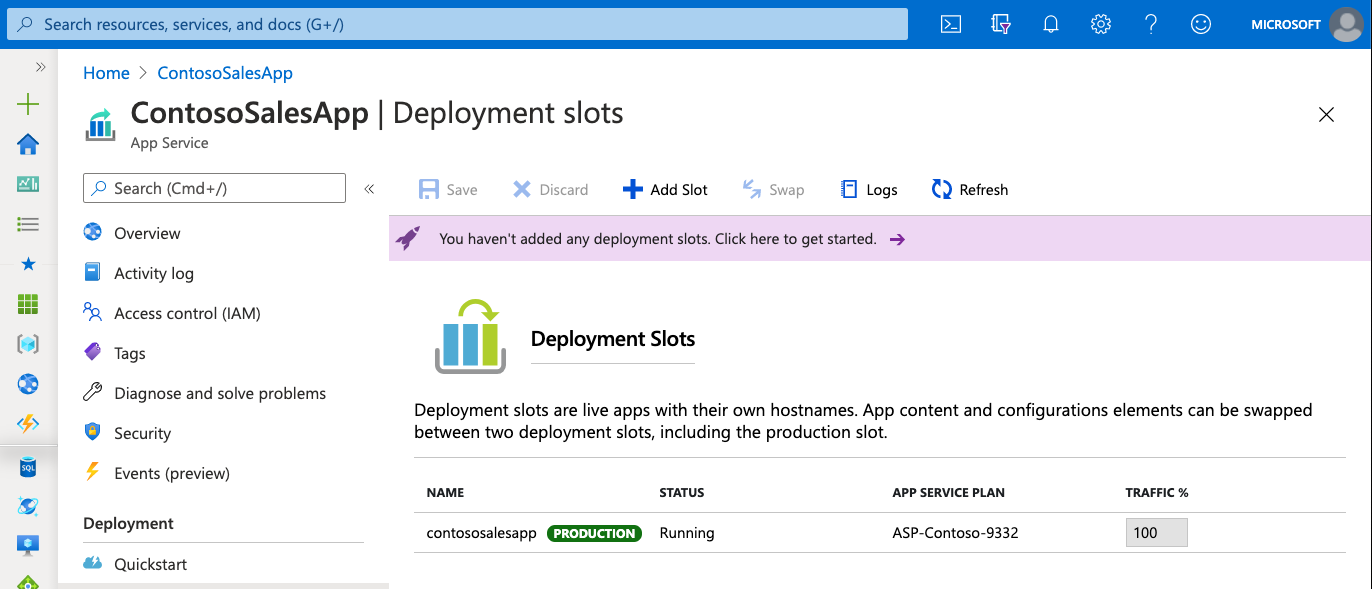 Search resources, services, and docs (G+/)
MICROSOFT
Home > ContosoSalesApp
ContosoSalesApp | Deployment slots
App Service
Search (Cmd+/)
Overview
Activity log
Access control (IAM)
Tags
Diagnose and solve problems
Security
Events (preview)
Deployment
Quickstart
Save Discard Add Slot Swap Logs Refresh
You haven't added any deployment slots. Click here to get started.
Deployment Slots
Deployment slots are live apps with their own hostnames. App content and configurations elements can be swapped
between two deployment slots, including the production slot.
NAME STATUS APP SERVICE PLAN TRAFFIC %
contososalesapp PRODUCTION Running ASP-Contoso-9332 100
SQL